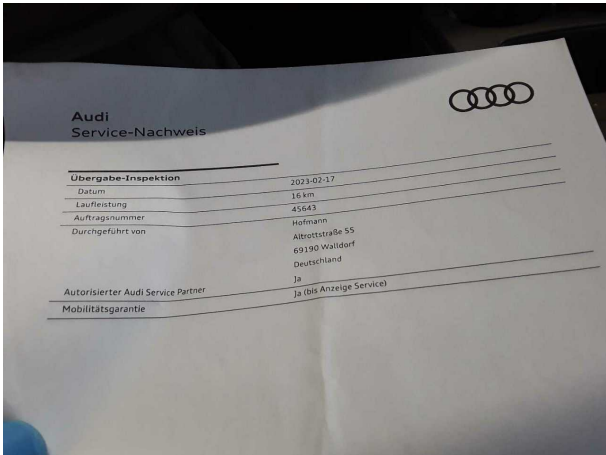 Audi
Service-Nachweis
Übergabe-Inspektion
Datum 2023-02-17
Laufleistung 16 km
Auftragsnummer 45643
Durchgeführt von Hofmann
Altrottstraße 55
69190 Walldorf
Deutschland
Autorisierter Audi Service Partner Ja
Mobilitätsgarantie Ja (bis Anzeige Service)